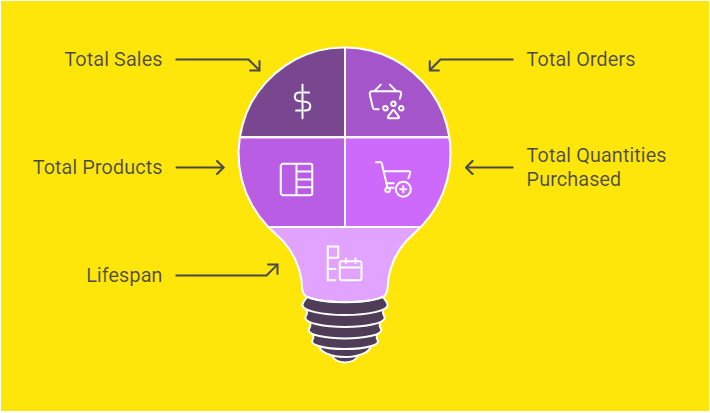 Total Sales
Total Orders
Total Products
Total Quantities
Purchased
Lifespan